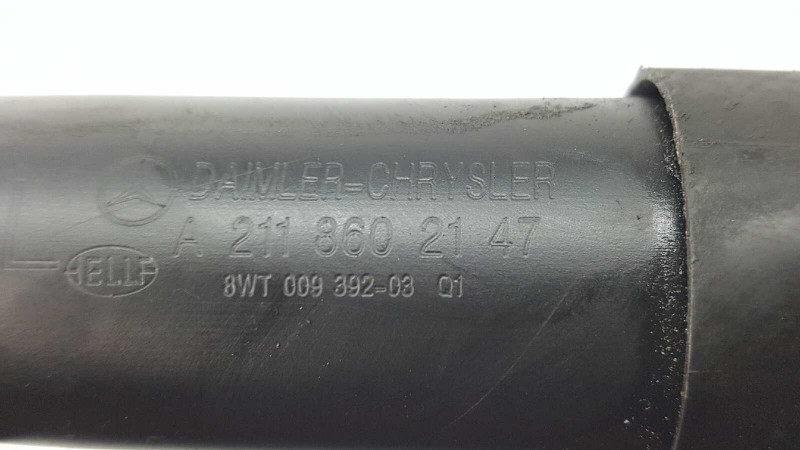 DAIMLER-CHRYSLER
A 211 860 21 47
L HELLA
8WT 009 392-03 Q1